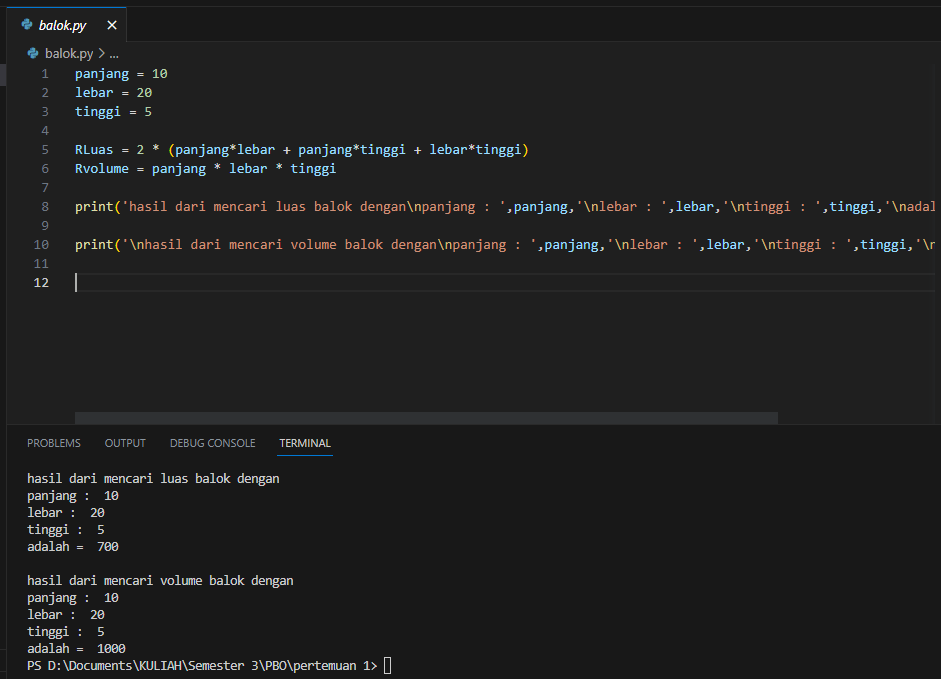 balok.py ×
balok.py > ...
1 panjang = 10
2 lebar = 20
3 tinggi = 5
4
5 RLuas = 2 * (panjang*lebar + panjang*tinggi + lebar*tinggi)
6 Rvolume = panjang * lebar * tinggi
7
8 print('hasil dari mencari luas balok dengan\npanjang : ',panjang,'\nlebar : ',lebar,'\ntinggi : ',tinggi,'\nadal
9
10 print('\nhasil dari mencari volume balok dengan\npanjang : ',panjang,'\nlebar : ',lebar,'\ntinggi : ',tinggi,'\n
11
12
PROBLEMS OUTPUT DEBUG CONSOLE TERMINAL
hasil dari mencari luas balok dengan
panjang :  10
lebar :  20
tinggi :  5
adalah =  700
hasil dari mencari volume balok dengan
panjang :  10
lebar :  20
tinggi :  5
adalah =  1000
PS D:\Documents\KULIAH\Semester 3\PBO\pertemuan 1>